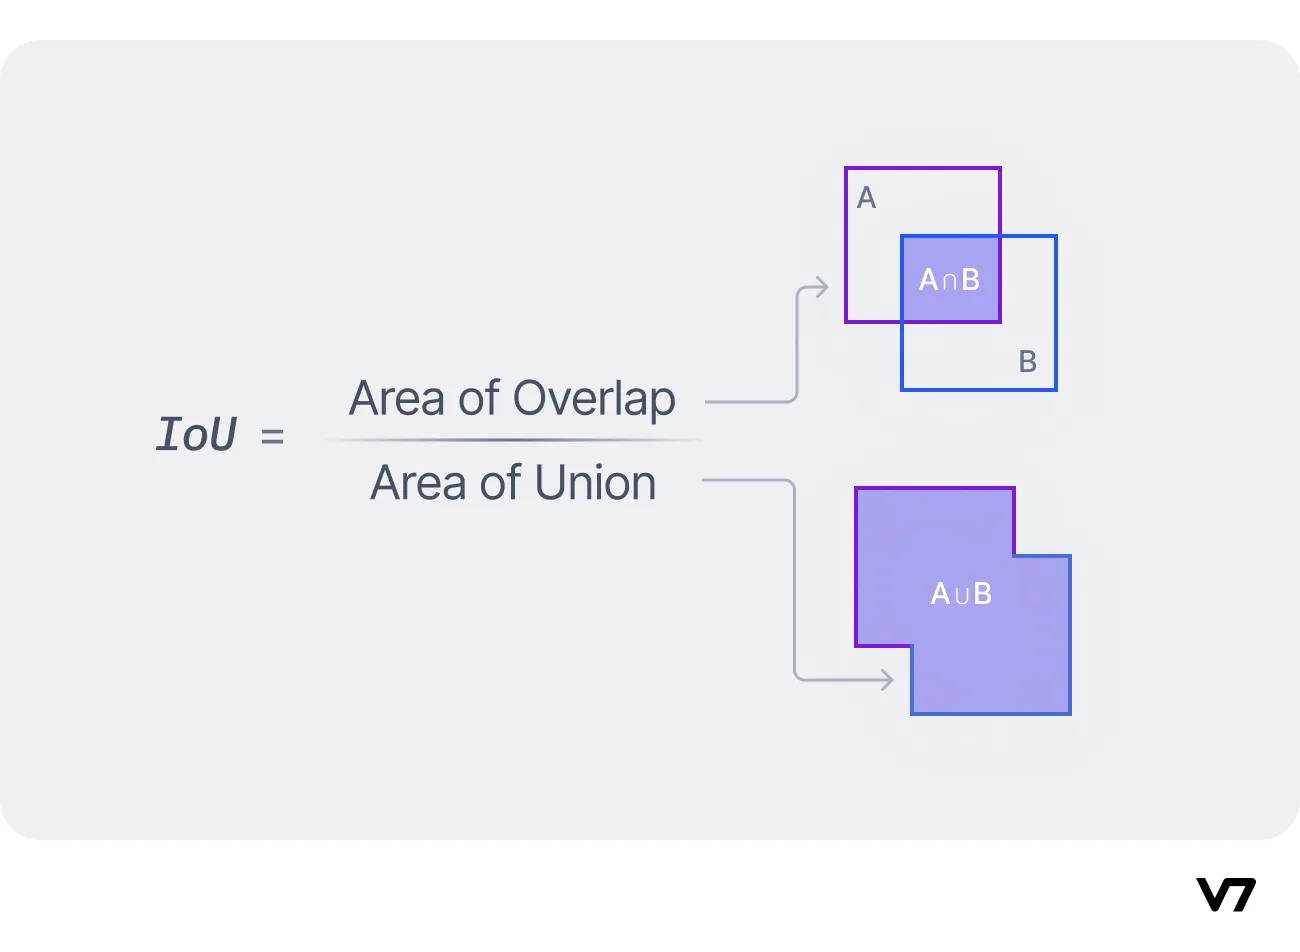 A
A∩B
B
Area of Overlap
IoU =
Area of Union
A∪B
V7